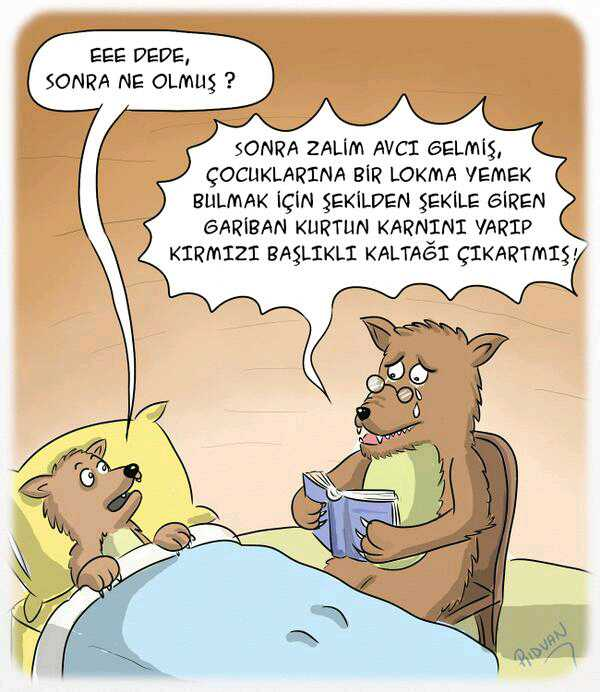 EEE DEDE,
SONRA NE OLMUŞ ?
SONRA ZALİM AVCI GELMİŞ,
ÇOCUKLARINA BİR LOKMA YEMEK
BULMAK İÇİN ŞEKİLDEN ŞEKİLE GİREN
GARİBAN KURTUN KARNINI YARIP
KIRMIZI BAŞLIKLI KALTAĞI ÇIKARTMIŞ!
RIDVAN